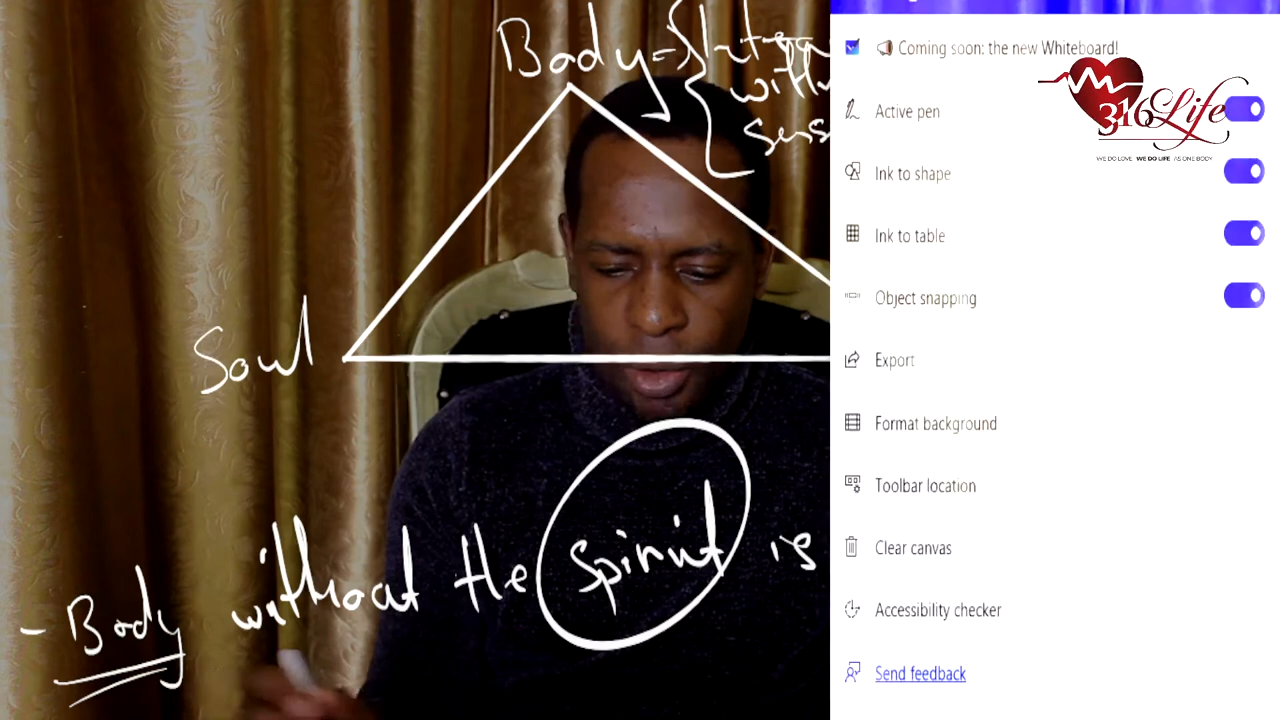 Body =
Soul
- Body without the spirit is
📢 Coming soon: the new Whiteboard!
Active pen
Ink to shape
Ink to table
Object snapping
Export
Format background
Toolbar location
Clear canvas
Accessibility checker
Send feedback
316Life
WE DO LOVE WE DO LIFE AS ONE BODY